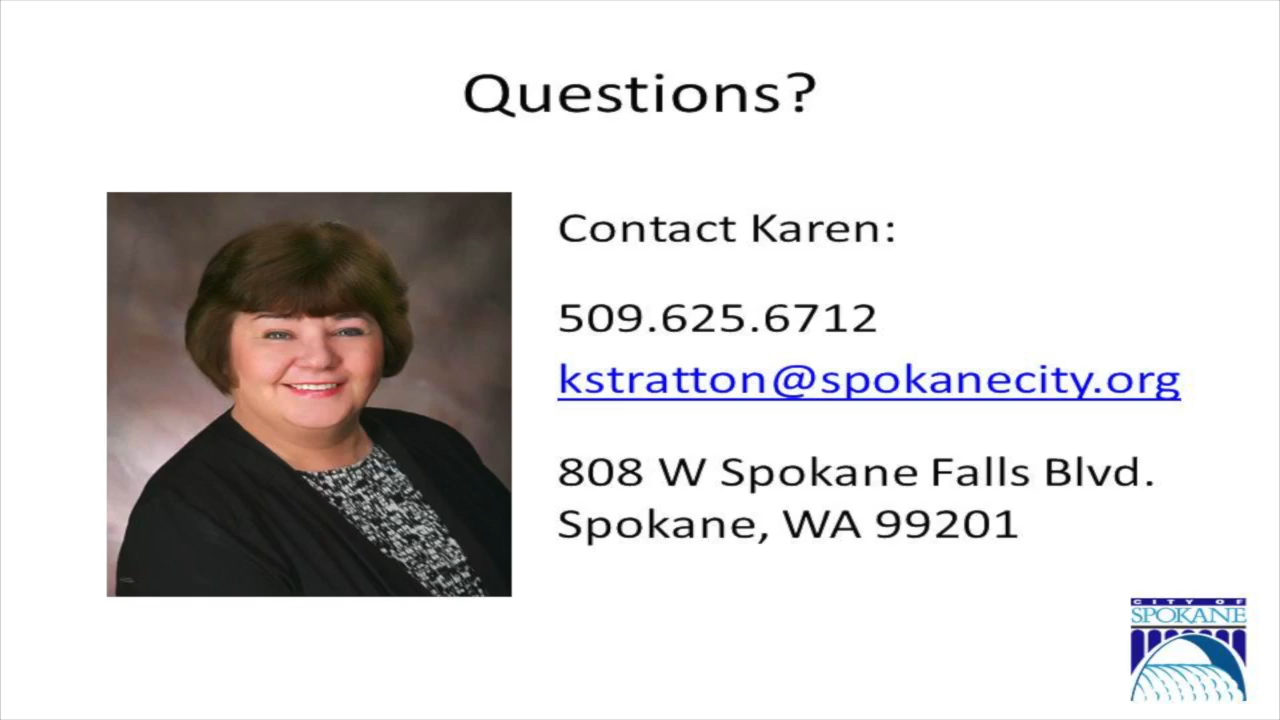 Questions?
Contact Karen:
509.625.6712
kstratton@spokanecity.org
808 W Spokane Falls Blvd.
Spokane, WA 99201
CITY OF
SPOKANE